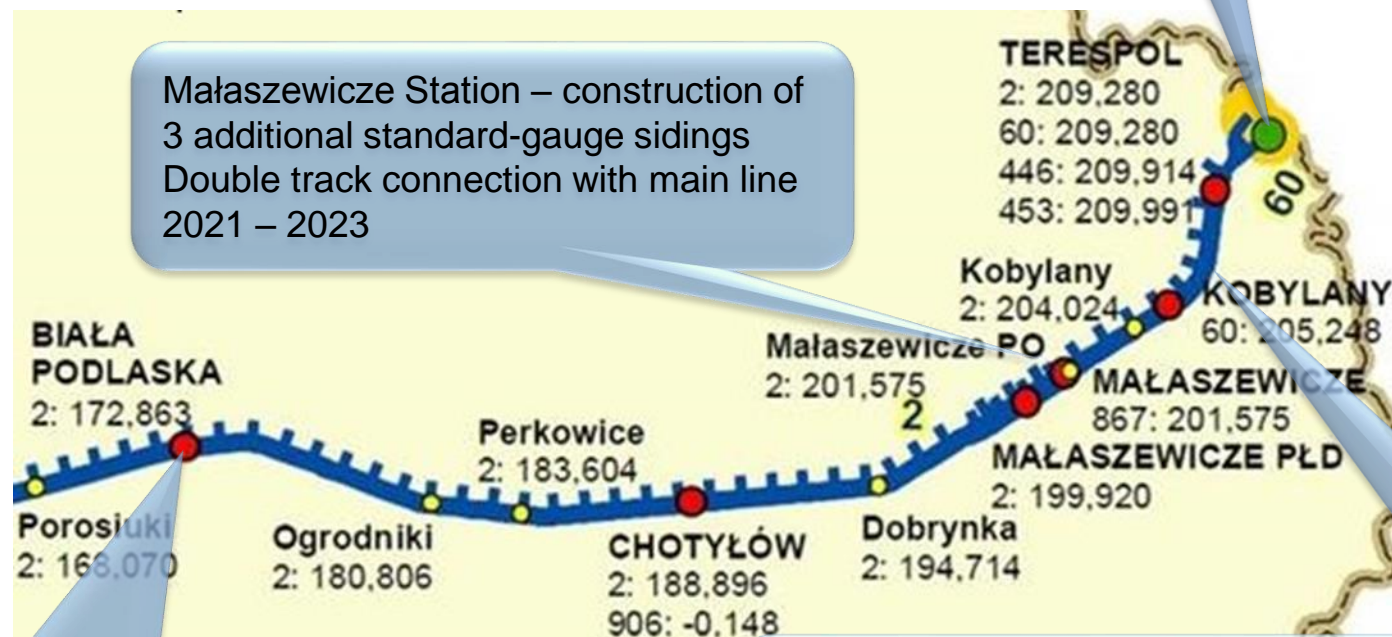 Małaszewicze Station – construction of
3 additional standard-gauge sidings
Double track connection with main line
2021 – 2023
TERESPOL
2: 209,280
60: 209,280
446: 209,914
453: 209,991
60
Kobylany
2: 204,024
KOBYLANY
60: 205,248
Małaszewicze PO
2: 201,575
MAŁASZEWICZE
867: 201,575
2
MAŁASZEWICZE PŁD
2: 199,920
BIAŁA
PODLASKA
2: 172,863
Perkowice
2: 183,604
Porosiuki
2: 168,070
Ogrodniki
2: 180,806
CHOTYŁÓW
2: 188,896
906: -0,148
Dobrynka
2: 194,714